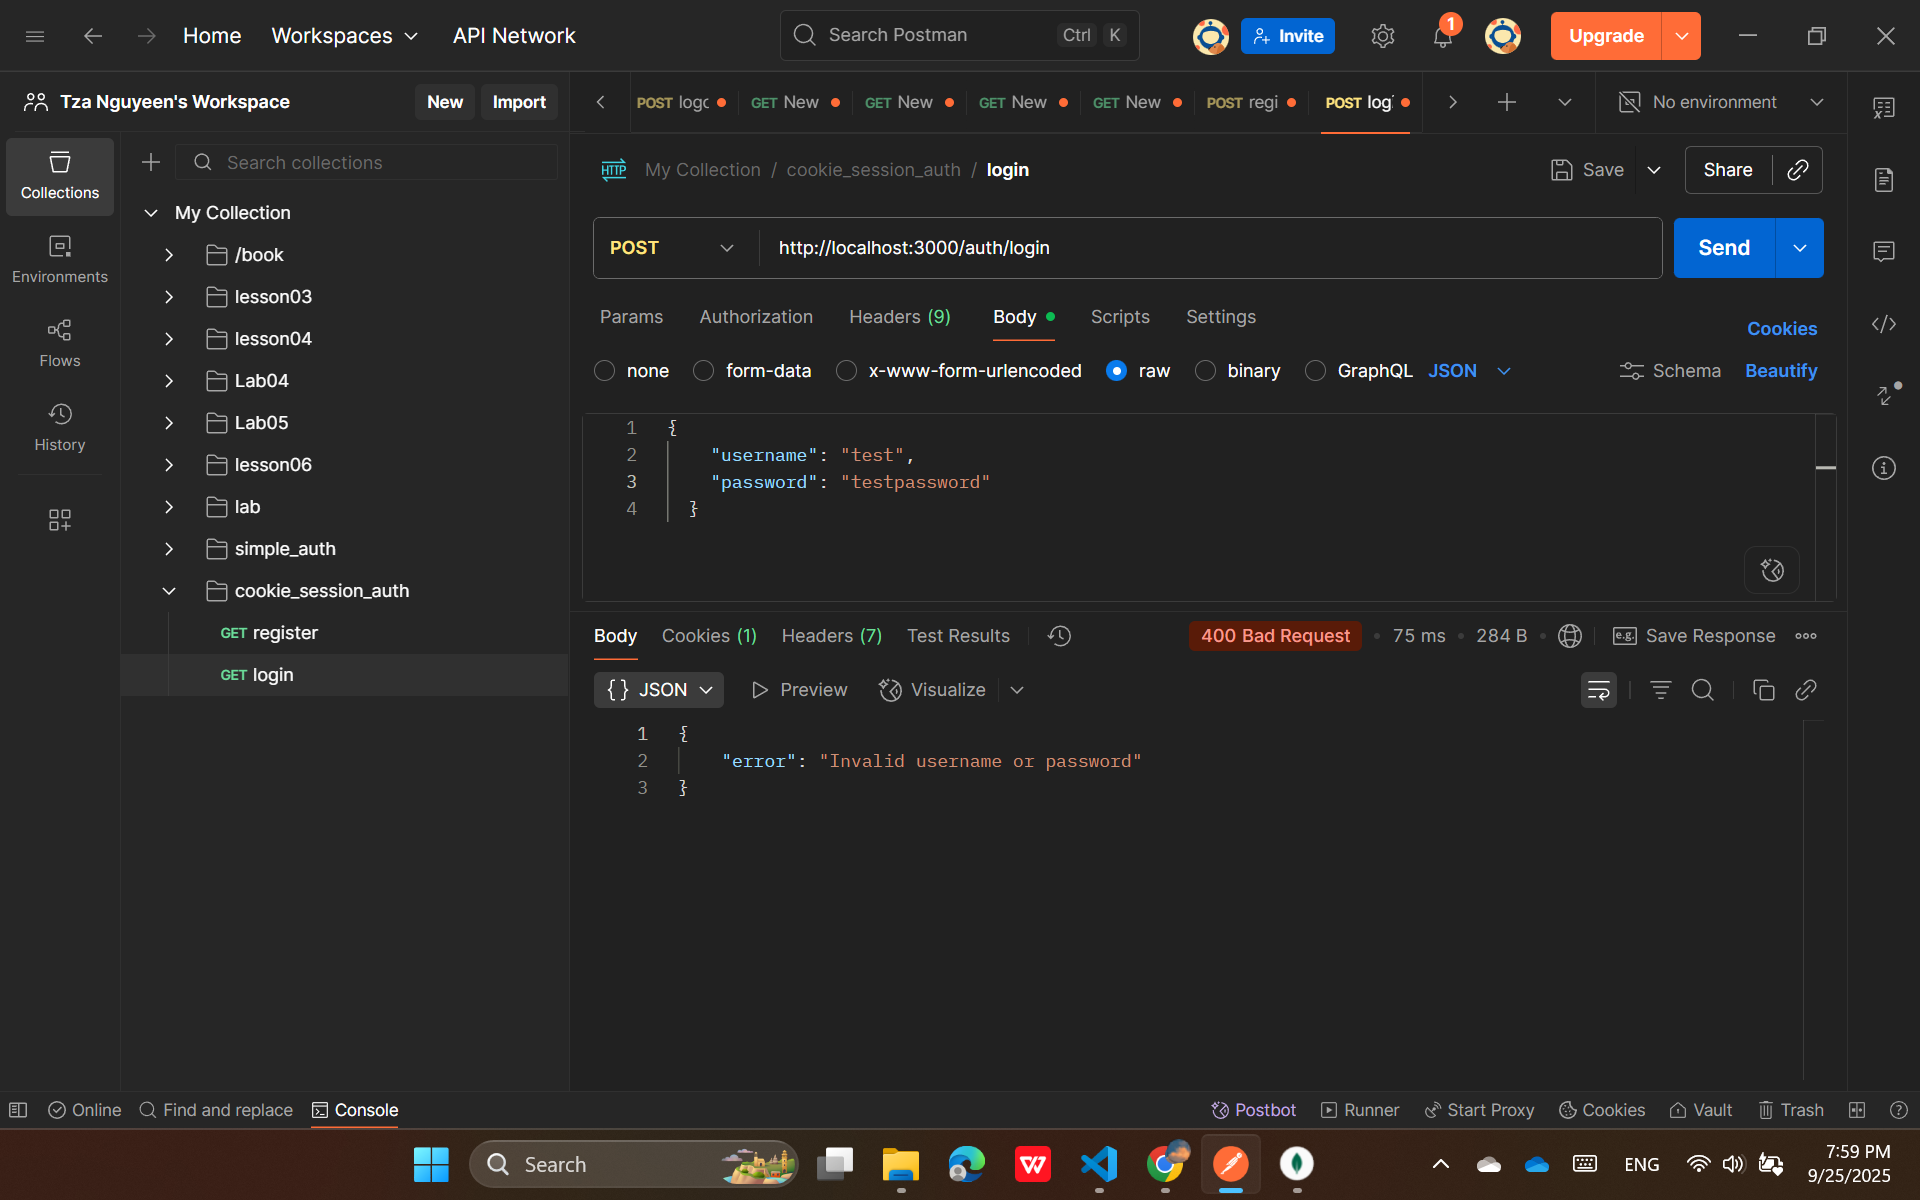 Home
Workspaces
API Network
Search Postman
Ctrl K
Invite
1
Upgrade
Tza Nguyeen's Workspace
New
Import
POST logo
GET New
GET New
GET New
GET New
POST regi
POST logi
No environment
Collections
Environments
Flows
History
Search collections
My Collection
/book
lesson03
lesson04
Lab04
Lab05
lesson06
lab
simple_auth
cookie_session_auth
GET register
GET login
HTTP
My Collection / cookie_session_auth / login
Save
Share
POST
http://localhost:3000/auth/login
Send
Params
Authorization
Headers (9)
Body
Scripts
Settings
Cookies
none
form-data
x-www-form-urlencoded
raw
binary
GraphQL
JSON
Schema
Beautify
1 {
2 "username": "test",
3 "password": "testpassword"
4 }
Body
Cookies (1)
Headers (7)
Test Results
400 Bad Request
75 ms
284 B
e.g. Save Response
{} JSON
Preview
Visualize
1 {
2 "error": "Invalid username or password"
3 }
Online
Find and replace
Console
Postbot
Runner
Start Proxy
Cookies
Vault
Trash
Search
ENG
7:59 PM
9/25/2025